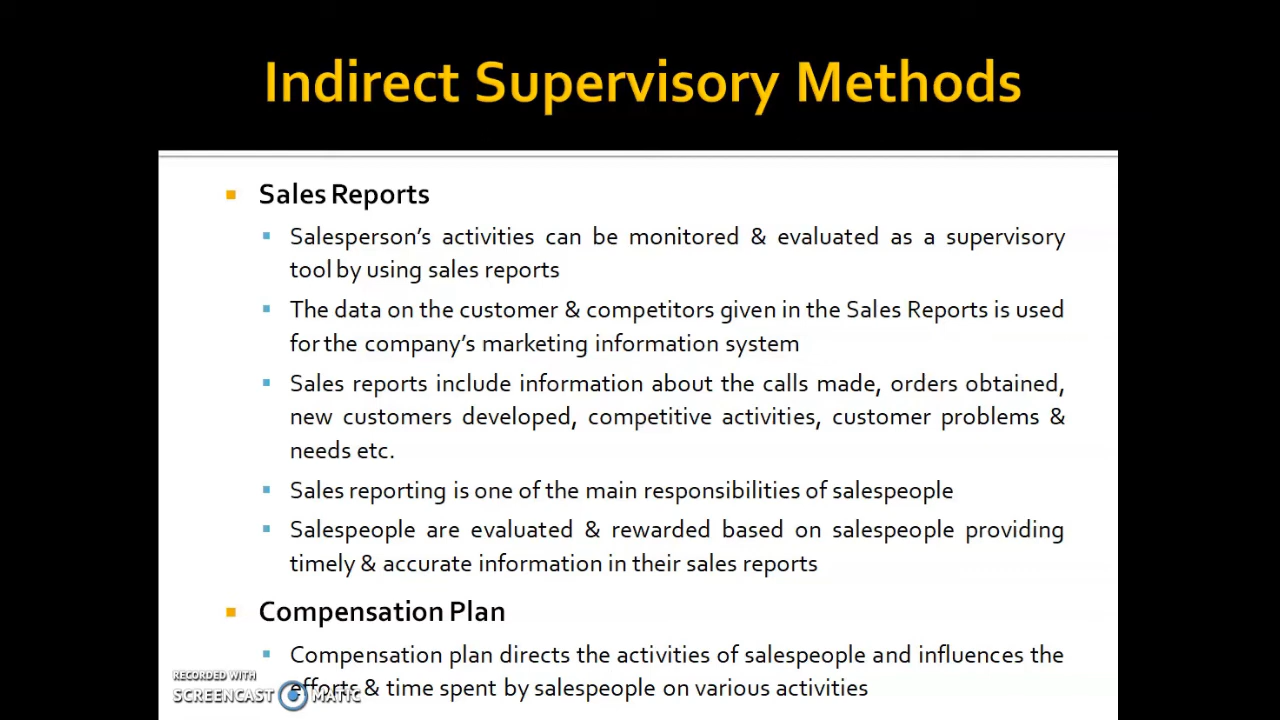 Indirect Supervisory Methods
Sales Reports
Salesperson's activities can be monitored & evaluated as a supervisory
tool by using sales reports
The data on the customer & competitors given in the Sales Reports is used
for the company's marketing information system
Sales reports include information about the calls made, orders obtained,
new customers developed, competitive activities, customer problems &
needs etc.
Sales reporting is one of the main responsibilities of salespeople
Salespeople are evaluated & rewarded based on salespeople providing
timely & accurate information in their sales reports
Compensation Plan
Compensation plan directs the activities of salespeople and influences the
efforts & time spent by salespeople on various activities
RECORDED WITH
SCREENCAST MATIC